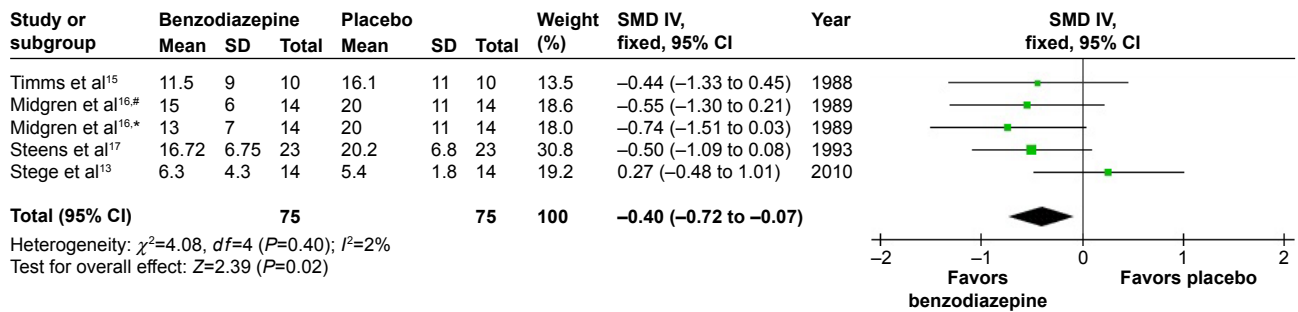 Study or subgroup Benzodiazepine Placebo Weight (%) SMD IV, fixed, 95% CI Year SMD IV, fixed, 95% CI
Mean SD Total Mean SD Total
Timms et al¹⁵ 11.5 9 10 16.1 11 10 13.5 –0.44 (–1.33 to 0.45) 1988
Midgren et al¹⁶,# 15 6 14 20 11 14 18.6 –0.55 (–1.30 to 0.21) 1989
Midgren et al¹⁶,* 13 7 14 20 11 14 18.0 –0.74 (–1.51 to 0.03) 1989
Steens et al¹⁷ 16.72 6.75 23 20.2 6.8 23 30.8 –0.50 (–1.09 to 0.08) 1993
Stege et al¹³ 6.3 4.3 14 5.4 1.8 14 19.2 0.27 (–0.48 to 1.01) 2010
Total (95% CI) 75 75 100 –0.40 (–0.72 to –0.07)
Heterogeneity: χ²=4.08, df=4 (P=0.40); I²=2%
Test for overall effect: Z=2.39 (P=0.02)
–2 –1 0 1 2
Favors benzodiazepine Favors placebo